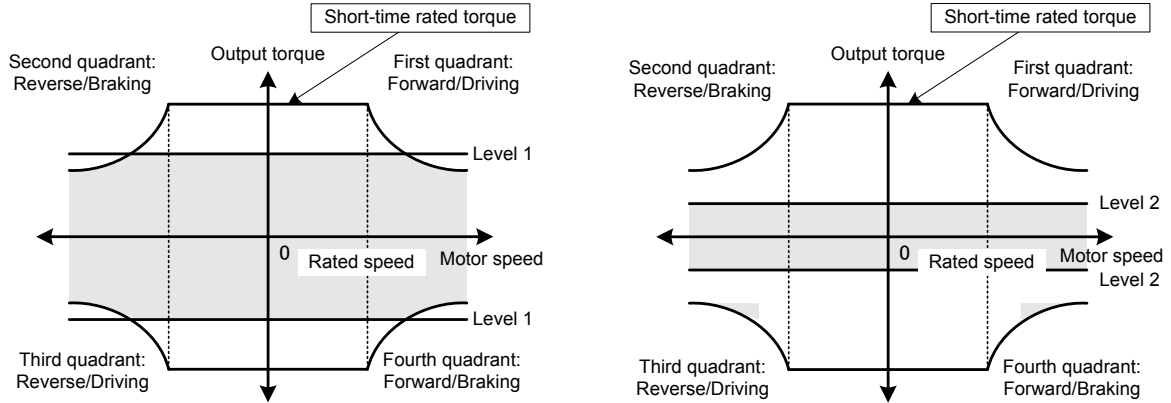 Short-time rated torque
Output torque
Second quadrant:
Reverse/Braking
First quadrant:
Forward/Driving
Level 1
0
Rated speed
Motor speed
Level 1
Third quadrant:
Reverse/Driving
Fourth quadrant:
Forward/Braking
Short-time rated torque
Output torque
Second quadrant:
Reverse/Braking
First quadrant:
Forward/Driving
Level 2
0
Rated speed
Motor speed
Level 2
Third quadrant:
Reverse/Driving
Fourth quadrant:
Forward/Braking